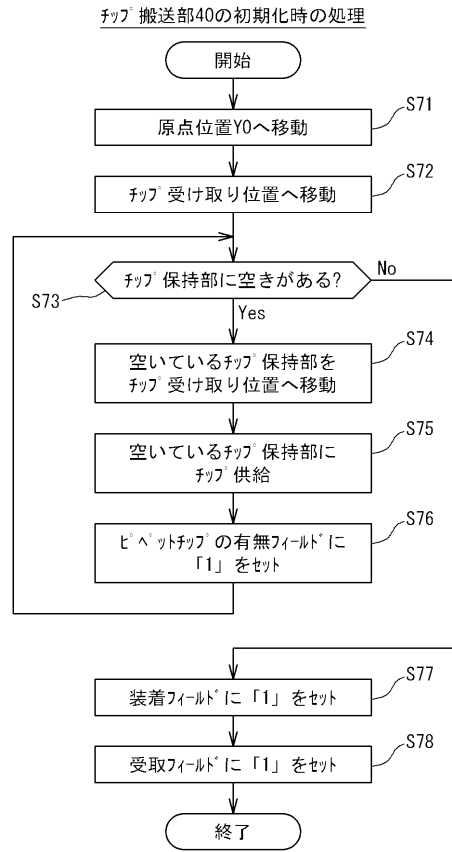 ﾁｯﾌﾟ搬送部40の初期化時の処理
開始
S71
原点位置Y0へ移動
S72
ﾁｯﾌﾟ受け取り位置へ移動
ﾁｯﾌﾟ保持部に空きがある?
No
S73
Yes
S74
空いているﾁｯﾌﾟ保持部を
ﾁｯﾌﾟ受け取り位置へ移動
S75
空いているﾁｯﾌﾟ保持部に
ﾁｯﾌﾟ供給
S76
ﾋﾟﾍﾟｯﾄﾁｯﾌﾟの有無ﾌｨｰﾙﾄﾞに
「1」をｾｯﾄ
S77
装着ﾌｨｰﾙﾄﾞに「1」をｾｯﾄ
S78
受取ﾌｨｰﾙﾄﾞに「1」をｾｯﾄ
終了